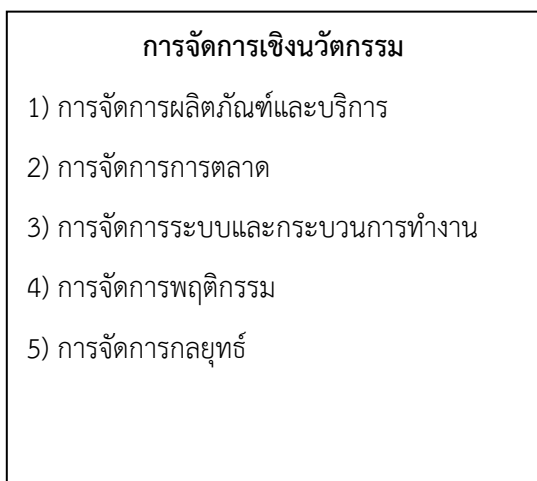 การจัดการเชิงนวัตกรรม
1) การจัดการผลิตภัณฑ์และบริการ
2) การจัดการการตลาด
3) การจัดการระบบและกระบวนการทำงาน
4) การจัดการพฤติกรรม
5) การจัดการกลยุทธ์